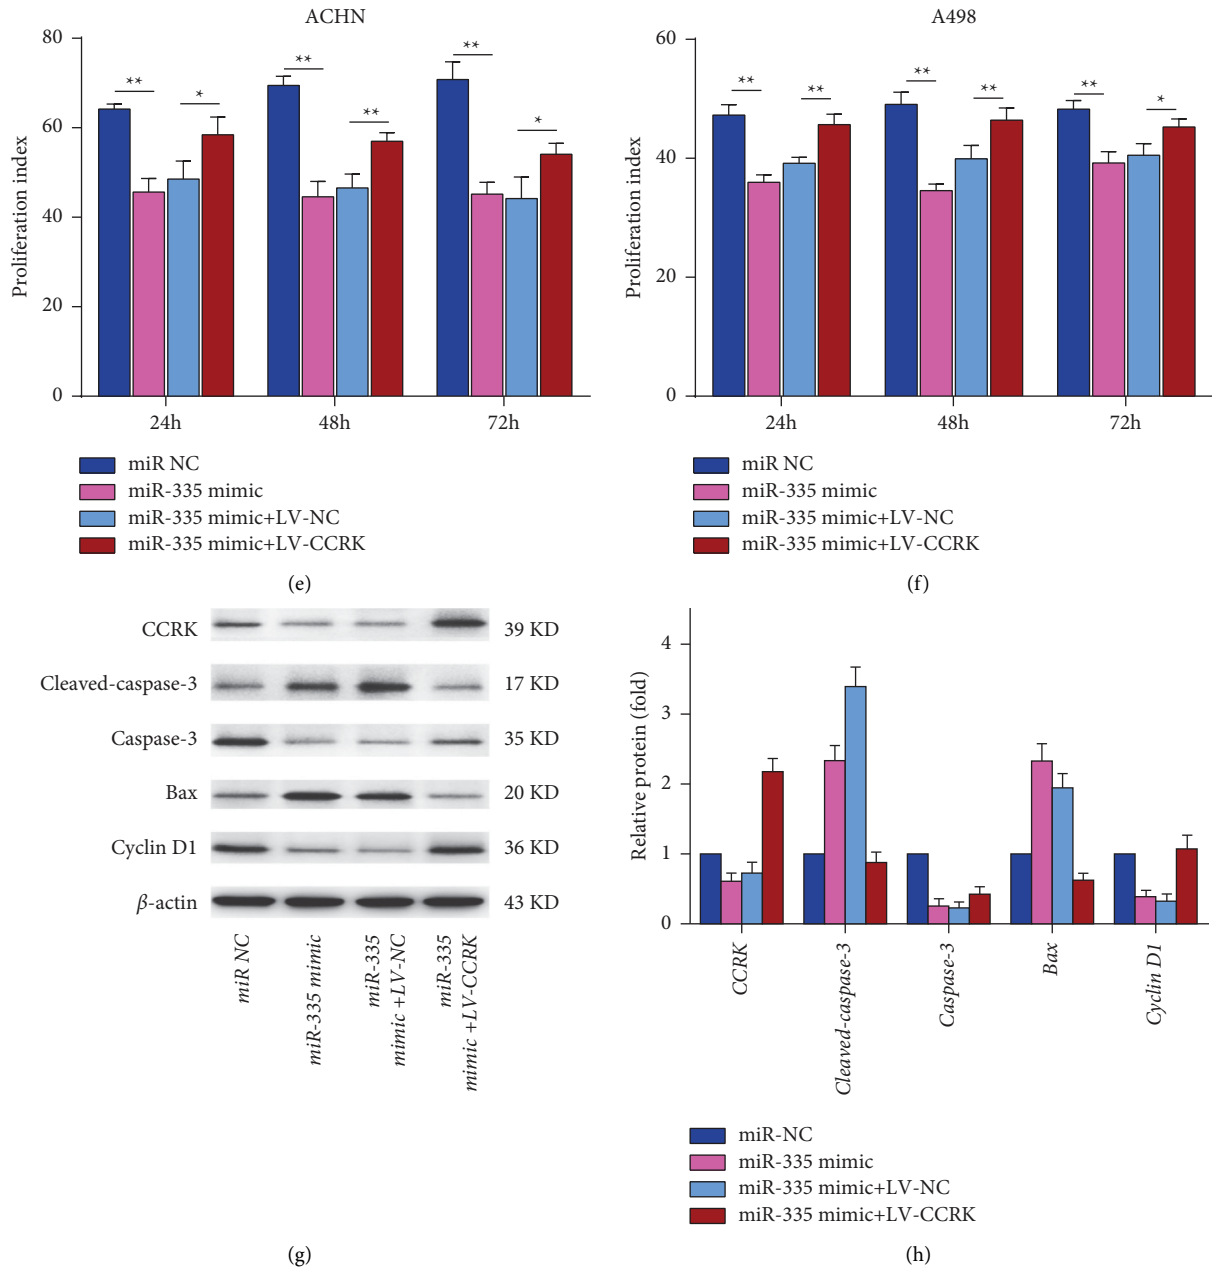 ACHN
80
60
40
20
0
Proliferation index
** * ** ** ** *
24h 48h 72h
miR NC
miR-335 mimic
miR-335 mimic+LV-NC
miR-335 mimic+LV-CCRK
(e)
A498
60
40
20
0
Proliferation index
** ** ** ** ** *
24h 48h 72h
miR NC
miR-335 mimic
miR-335 mimic+LV-NC
miR-335 mimic+LV-CCRK
(f)
CCRK 39 KD
Cleaved-caspase-3 17 KD
Caspase-3 35 KD
Bax 20 KD
Cyclin D1 36 KD
β-actin 43 KD
miR NC
miR-335 mimic
miR-335
mimic +LV-NC
miR-335
mimic +LV-CCRK
(g)
4
3
2
1
0
Relative protein (fold)
CCRK
Cleaved-caspase-3
Caspase-3
Bax
Cyclin D1
miR-NC
miR-335 mimic
miR-335 mimic+LV-NC
miR-335 mimic+LV-CCRK
(h)